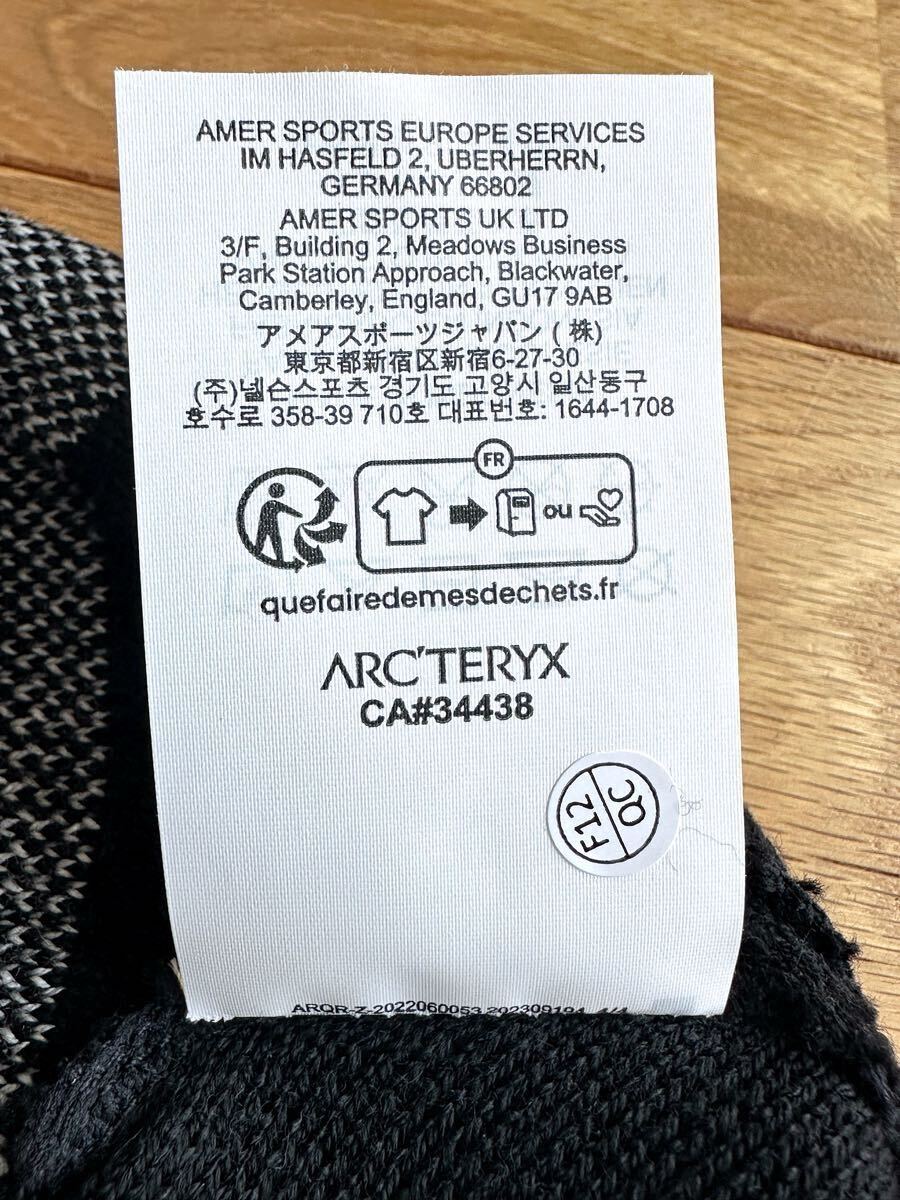 AMER SPORTS EUROPE SERVICES
IM HASFELD 2, UBERHERRN,
GERMANY 66802
AMER SPORTS UK LTD
3/F, Building 2, Meadows Business
Park Station Approach, Blackwater,
Camberley, England, GU17 9AB
アメアスポーツジャパン (株)
東京都新宿区新宿6-27-30
(주)넬슨스포츠 경기도 고양시 일산동구
호수로 358-39 710호 대표번호: 1644-1708
FR
ou
quefairedemesdechets.fr
ARC'TERYX
CA#34438
F12
QC
ARQR-Z-2022060053